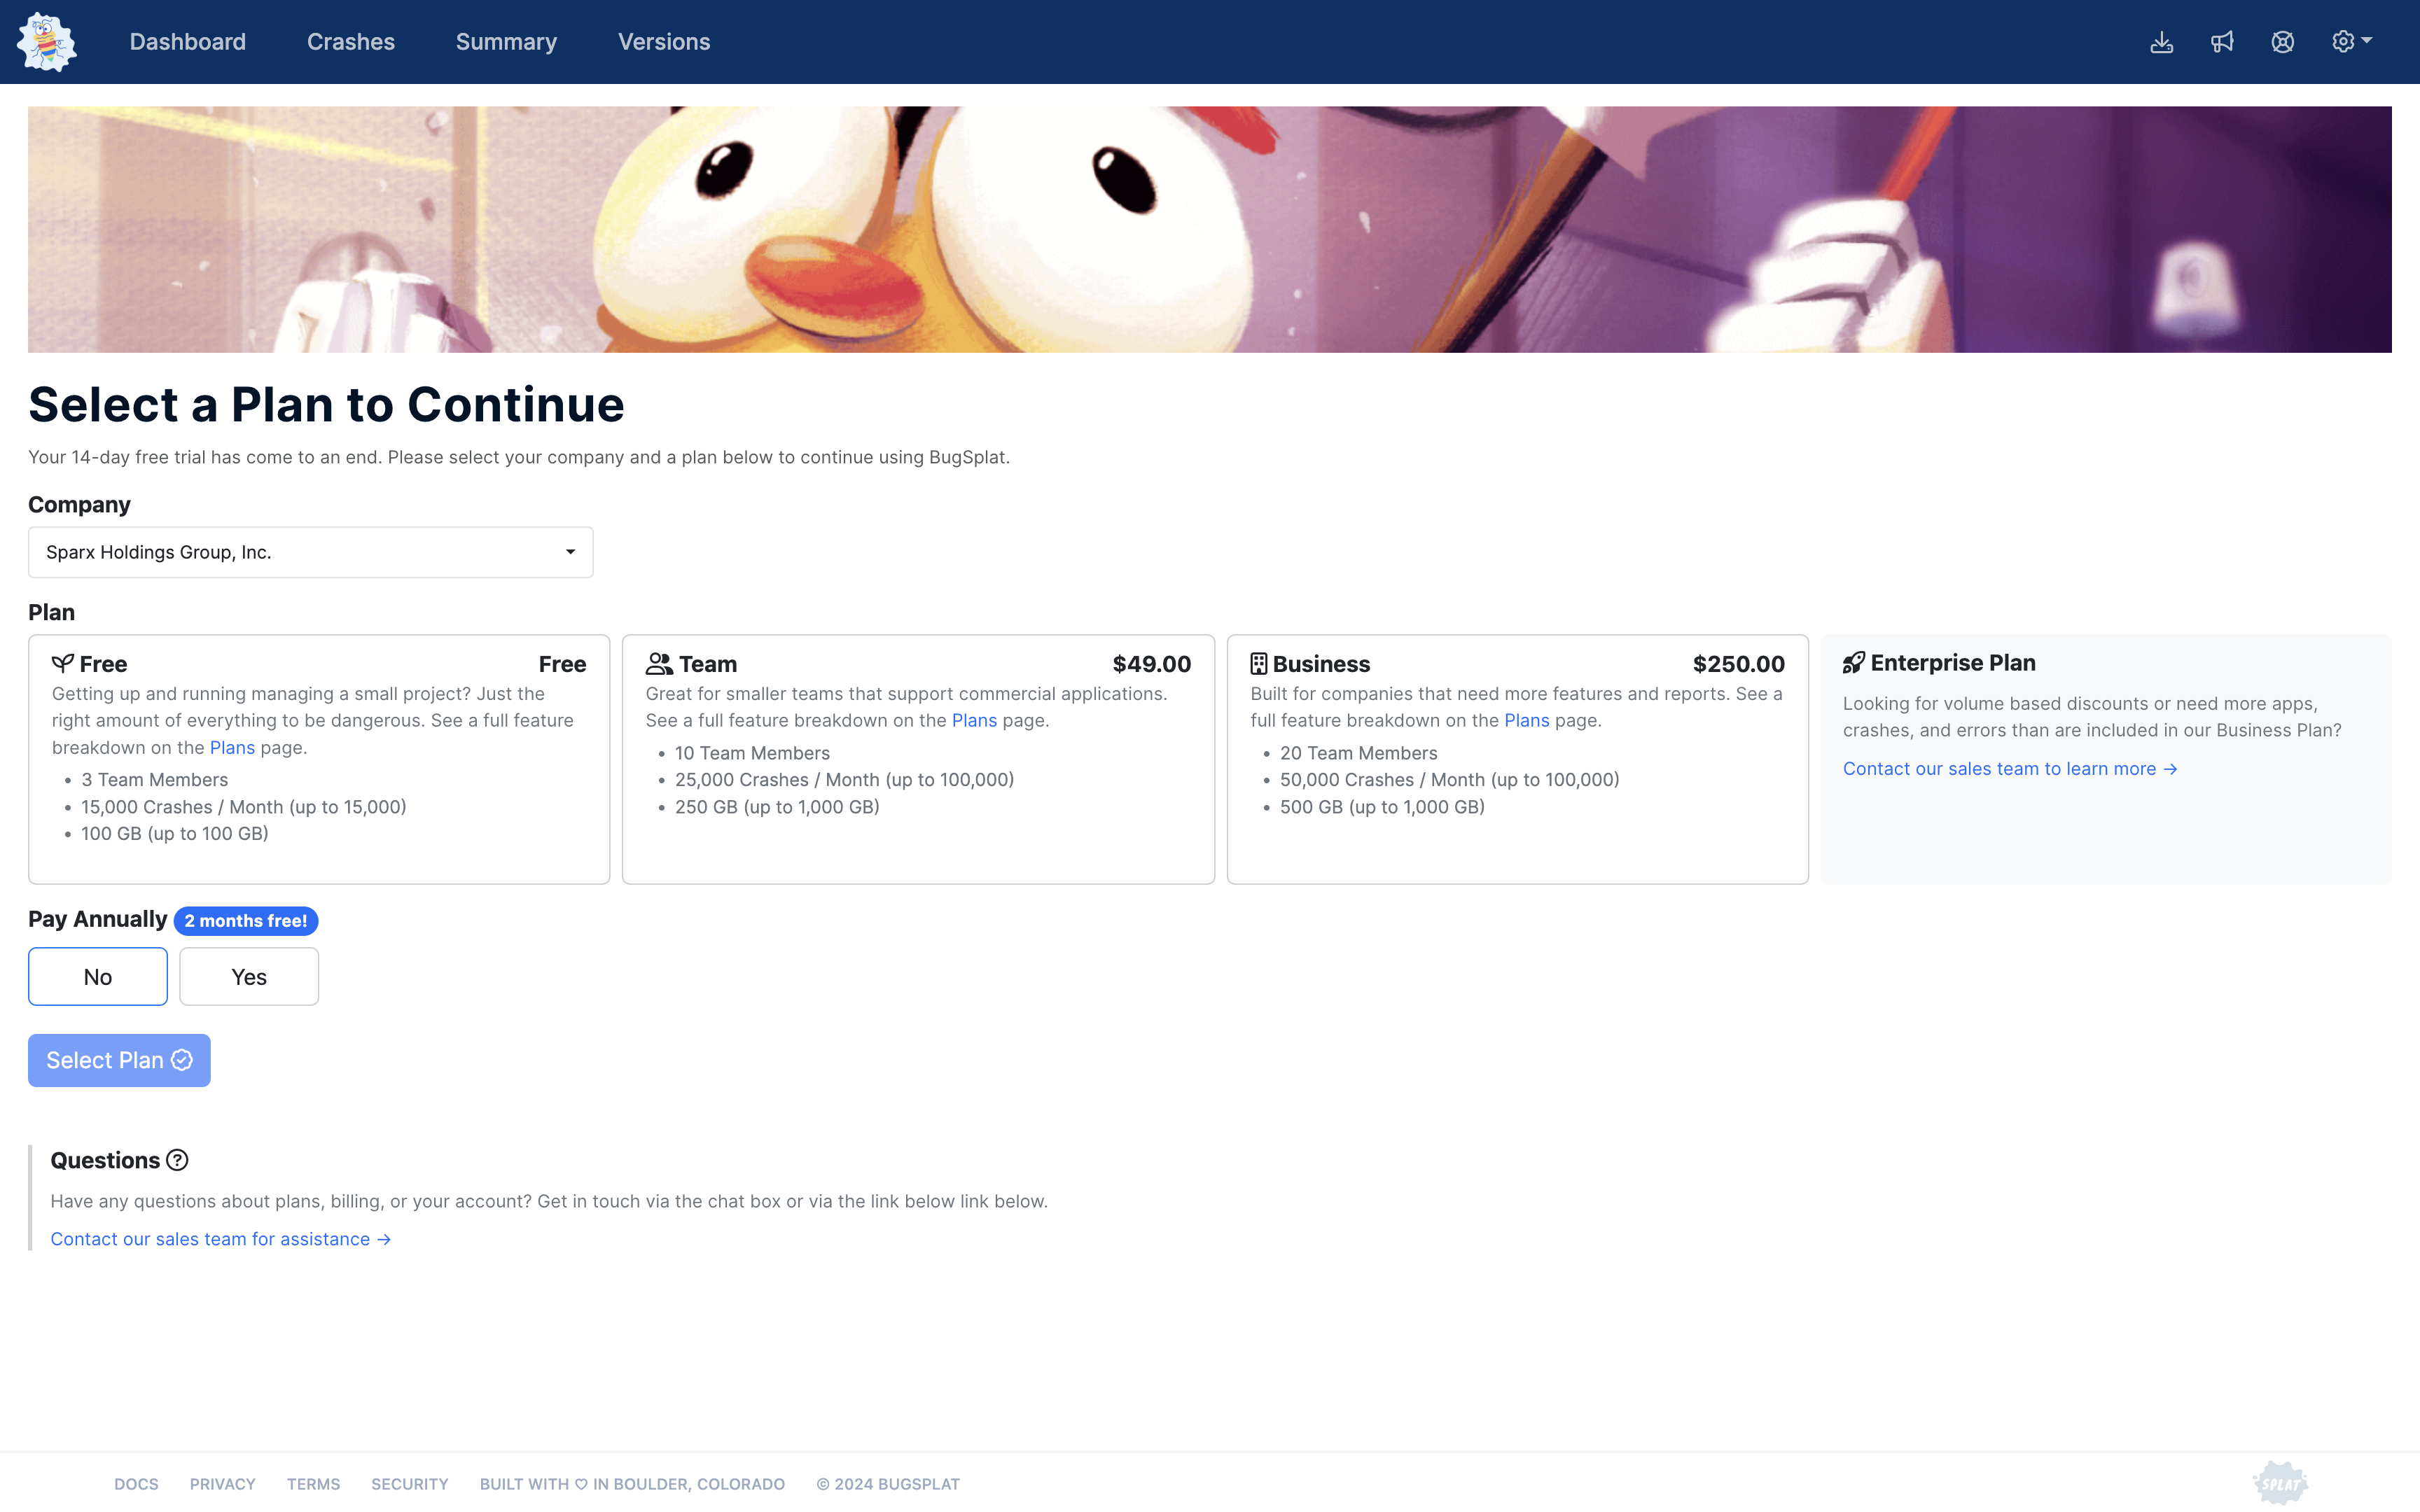 Dashboard
Crashes
Summary
Versions
Select a Plan to Continue
Your 14-day free trial has come to an end. Please select your company and a plan below to continue using BugSplat.
Company
Sparx Holdings Group, Inc.
Plan
Free Free
Getting up and running managing a small project? Just the
right amount of everything to be dangerous. See a full feature
breakdown on the Plans page.
• 3 Team Members
• 15,000 Crashes / Month (up to 15,000)
• 100 GB (up to 100 GB)
Team $49.00
Great for smaller teams that support commercial applications.
See a full feature breakdown on the Plans page.
• 10 Team Members
• 25,000 Crashes / Month (up to 100,000)
• 250 GB (up to 1,000 GB)
Business $250.00
Built for companies that need more features and reports. See a
full feature breakdown on the Plans page.
• 20 Team Members
• 50,000 Crashes / Month (up to 100,000)
• 500 GB (up to 1,000 GB)
Enterprise Plan
Looking for volume based discounts or need more apps,
crashes, and errors than are included in our Business Plan?
Contact our sales team to learn more →
Pay Annually 2 months free!
No
Yes
Select Plan
Questions
Have any questions about plans, billing, or your account? Get in touch via the chat box or via the link below link below.
Contact our sales team for assistance →
DOCS
PRIVACY
TERMS
SECURITY
BUILT WITH ♡ IN BOULDER, COLORADO
© 2024 BUGSPLAT
SPLAT